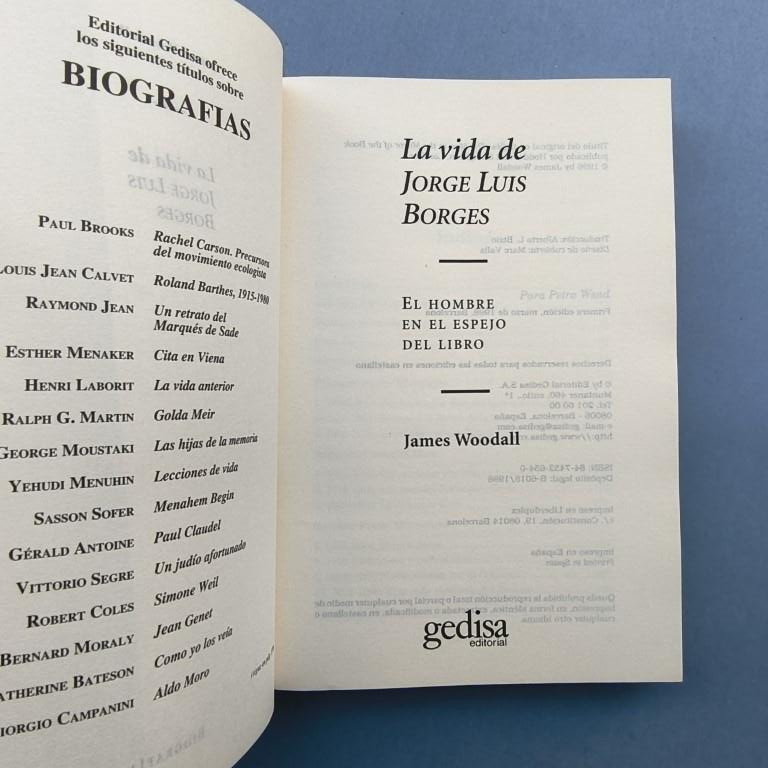 Editorial Gedisa ofrece
los siguientes títulos sobre
BIOGRAFIAS
PAUL BROOKS Rachel Carson. Precursora
del movimiento ecologista
LOUIS JEAN CALVET Roland Barthes, 1915-1980
RAYMOND JEAN Un retrato del
Marqués de Sade
ESTHER MENAKER Cita en Viena
HENRI LABORIT La vida anterior
RALPH G. MARTIN Golda Meir
GEORGE MOUSTAKI Las hijas de la memoria
YEHUDI MENUHIN Lecciones de vida
SASSON SOFER Menahem Begin
GÉRALD ANTOINE Paul Claudel
VITTORIO SEGRE Un judío afortunado
ROBERT COLES Simone Weil
BERNARD MORALY Jean Genet
ATHERINE BATESON Como yo los veía
IORGIO CAMPANINI Aldo Moro
La vida de
JORGE LUIS
BORGES
EL HOMBRE
EN EL ESPEJO
DEL LIBRO
James Woodall
gedisa
editorial